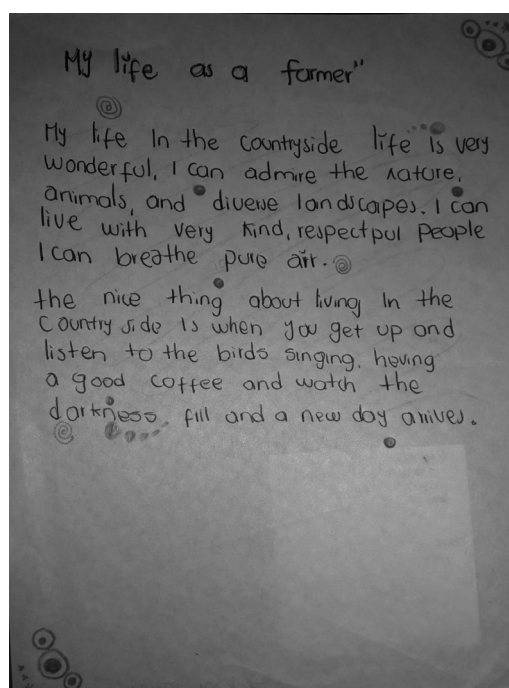 My life as a farmer"
My life In the countryside life is very
wonderful, I can admire the nature,
animals, and diverse landscapes. I can
live with very kind, respectpul people
I can breathe pure air.
the nice thing about living In the
Country side Is when you get up and
listen to the birds singing. having
a good coffee and watch the
darkness fill and a new day arrives.